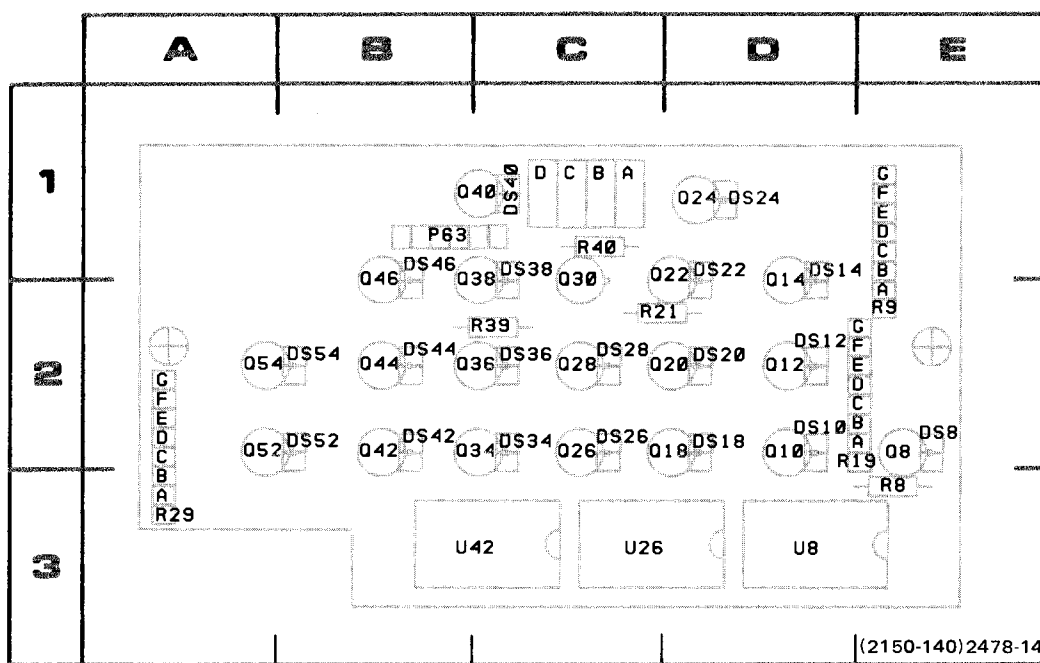 A B C D E
1
Q40 DS40 D C B A Q24 DS24
P63
R40
G
F
E
D
C
B
A
R9
Q46 DS46 Q38 DS38 Q30 Q22 DS22 Q14 DS14
R39 R21
2
Q54 DS54 Q44 DS44 Q36 DS36 Q28 DS28 Q20 DS20 Q12 DS12
G
F
E
D
C
B
A
R19
G
F
E
D
C
B
A
R29
Q52 DS52 Q42 DS42 Q34 DS34 Q26 DS26 Q18 DS18 Q10 DS10 Q8 DS8
R8
3
U42 U26 U8
(2150-140)2478-14